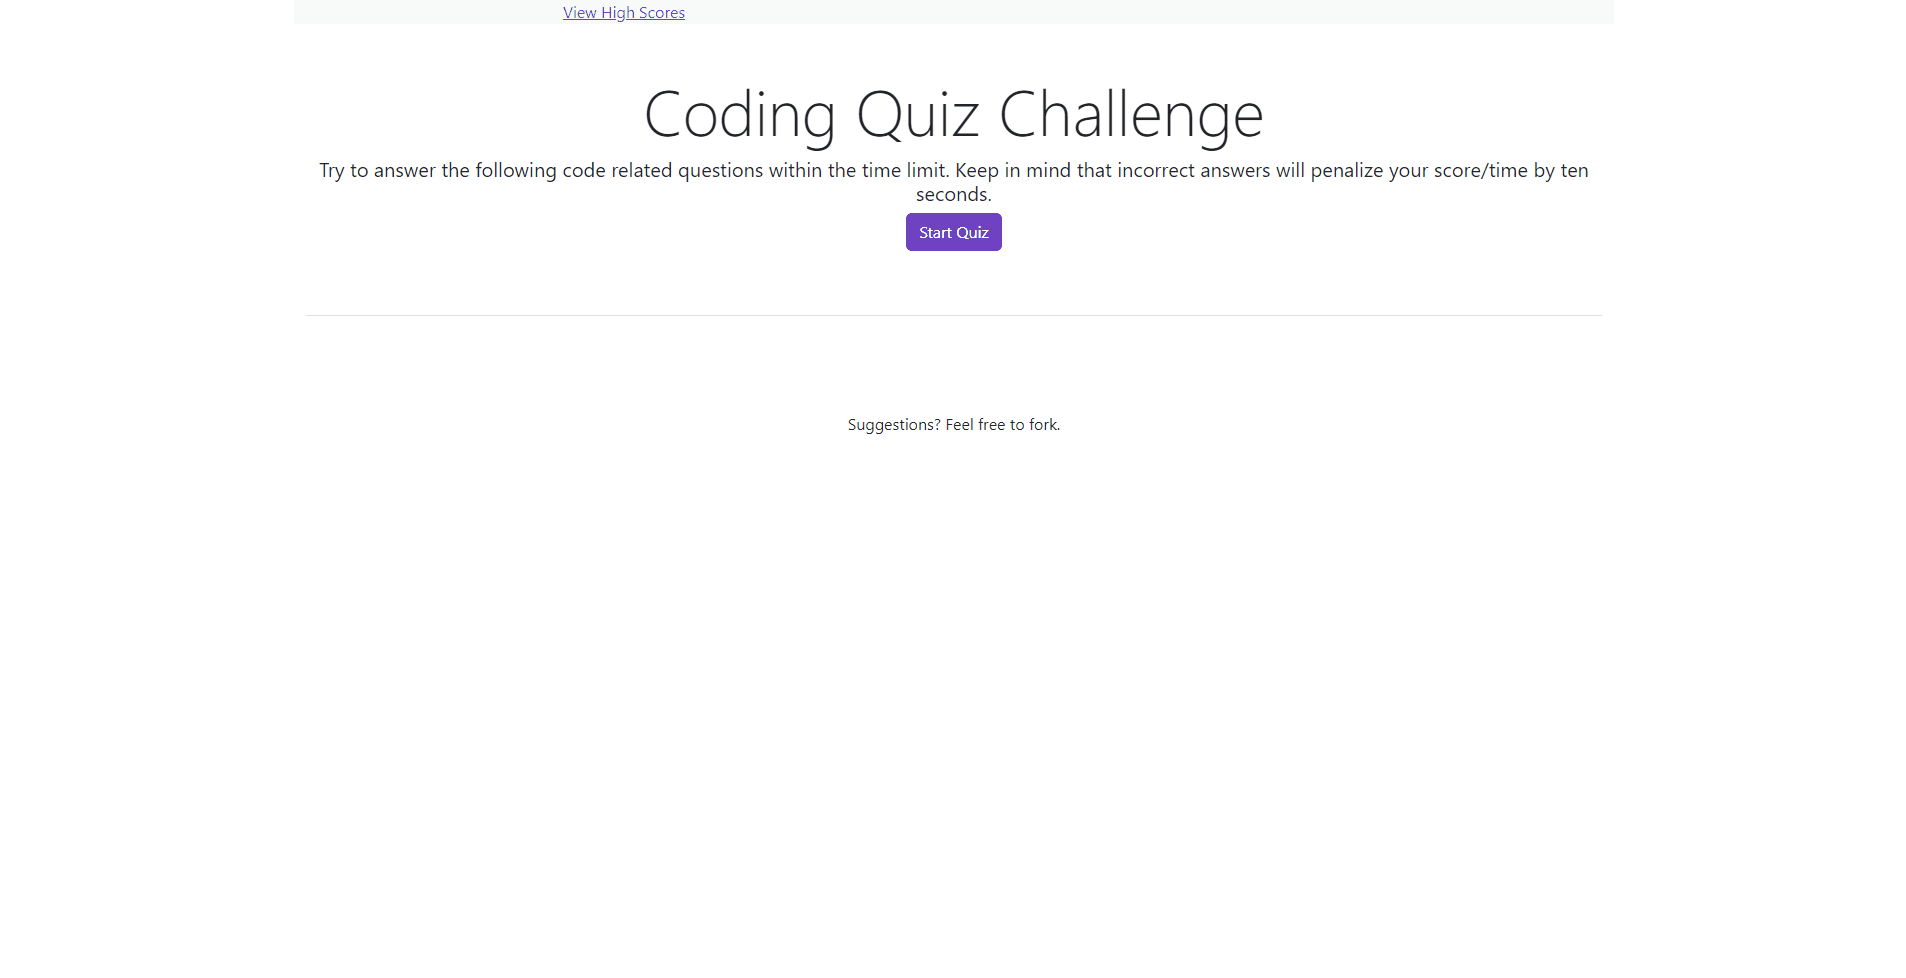 View High Scores
Coding Quiz Challenge
Try to answer the following code related questions within the time limit. Keep in mind that incorrect answers will penalize your score/time by ten
seconds.
Start Quiz
Suggestions? Feel free to fork.